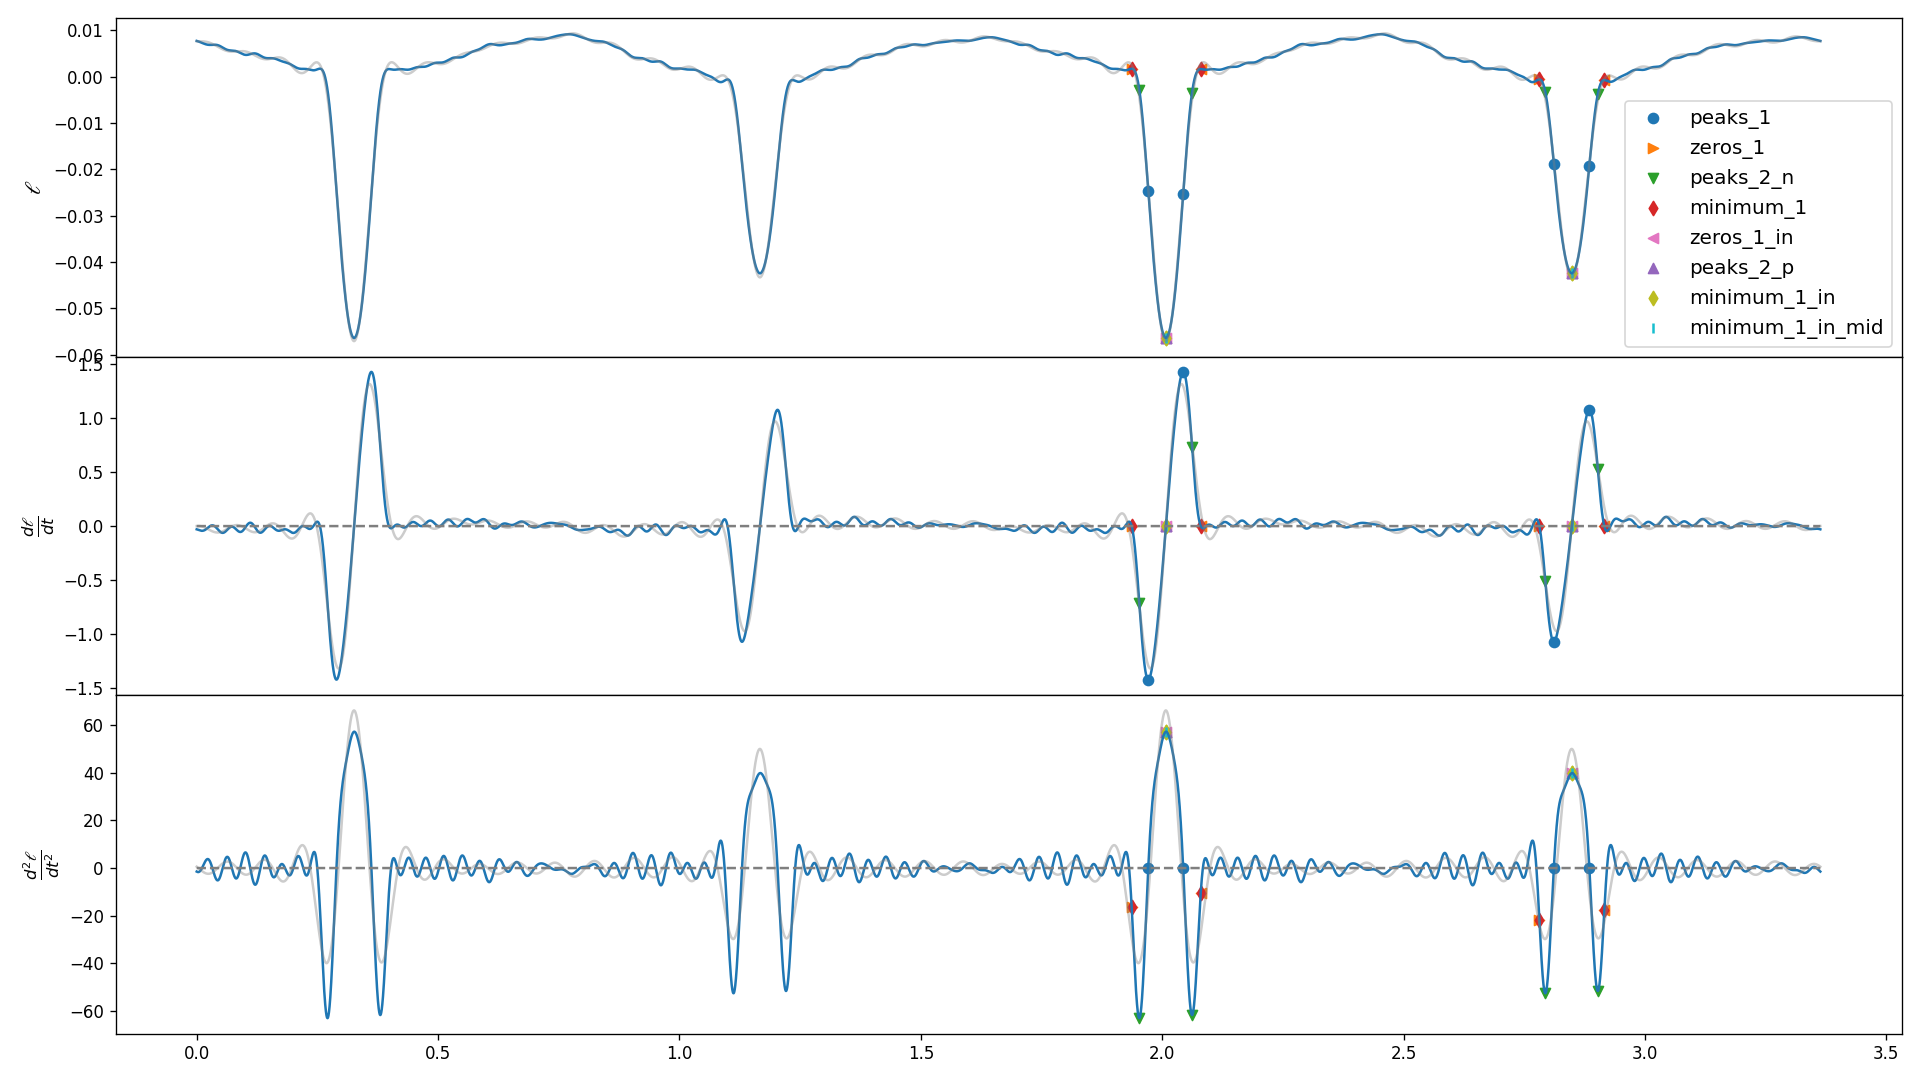 0.01
0.00
−0.01
−0.02
−0.03
−0.04
−0.05
−0.06
ℓ
peaks_1
zeros_1
peaks_2_n
minimum_1
zeros_1_in
peaks_2_p
minimum_1_in
minimum_1_in_mid
1.5
1.0
0.5
0.0
−0.5
−1.0
−1.5
dℓ
dt
60
40
20
0
−20
−40
−60
d²ℓ
dt²
0.0 0.5 1.0 1.5 2.0 2.5 3.0 3.5